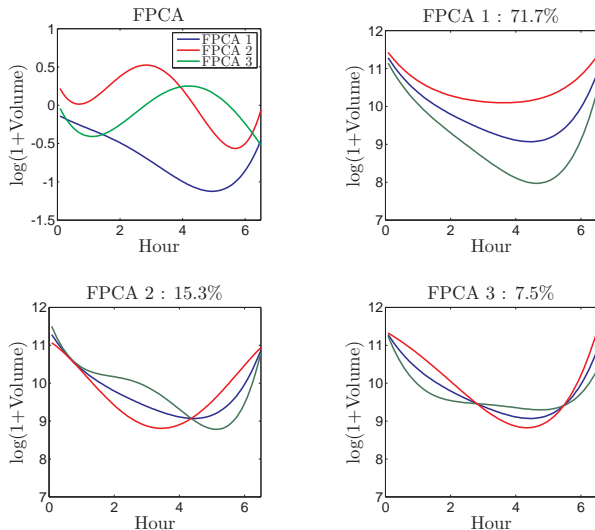 FPCA
FPCA 1
FPCA 2
FPCA 3
1
0.5
0
-0.5
-1
-1.5
0
2
4
6
log(1+Volume)
Hour
FPCA 1 : 71.7%
12
11
10
9
8
7
0
2
4
6
log(1+Volume)
Hour
FPCA 2 : 15.3%
12
11
10
9
8
7
0
2
4
6
log(1+Volume)
Hour
FPCA 3 : 7.5%
12
11
10
9
8
7
0
2
4
6
log(1+Volume)
Hour